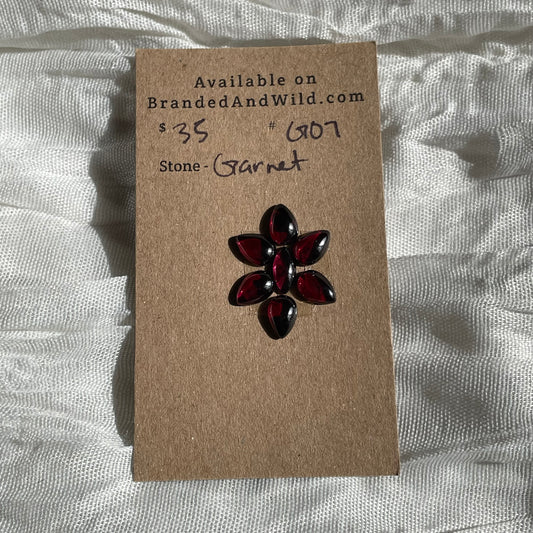 Available on
BrandedAndWild.com
$ 35 # G07
Stone - Garnet